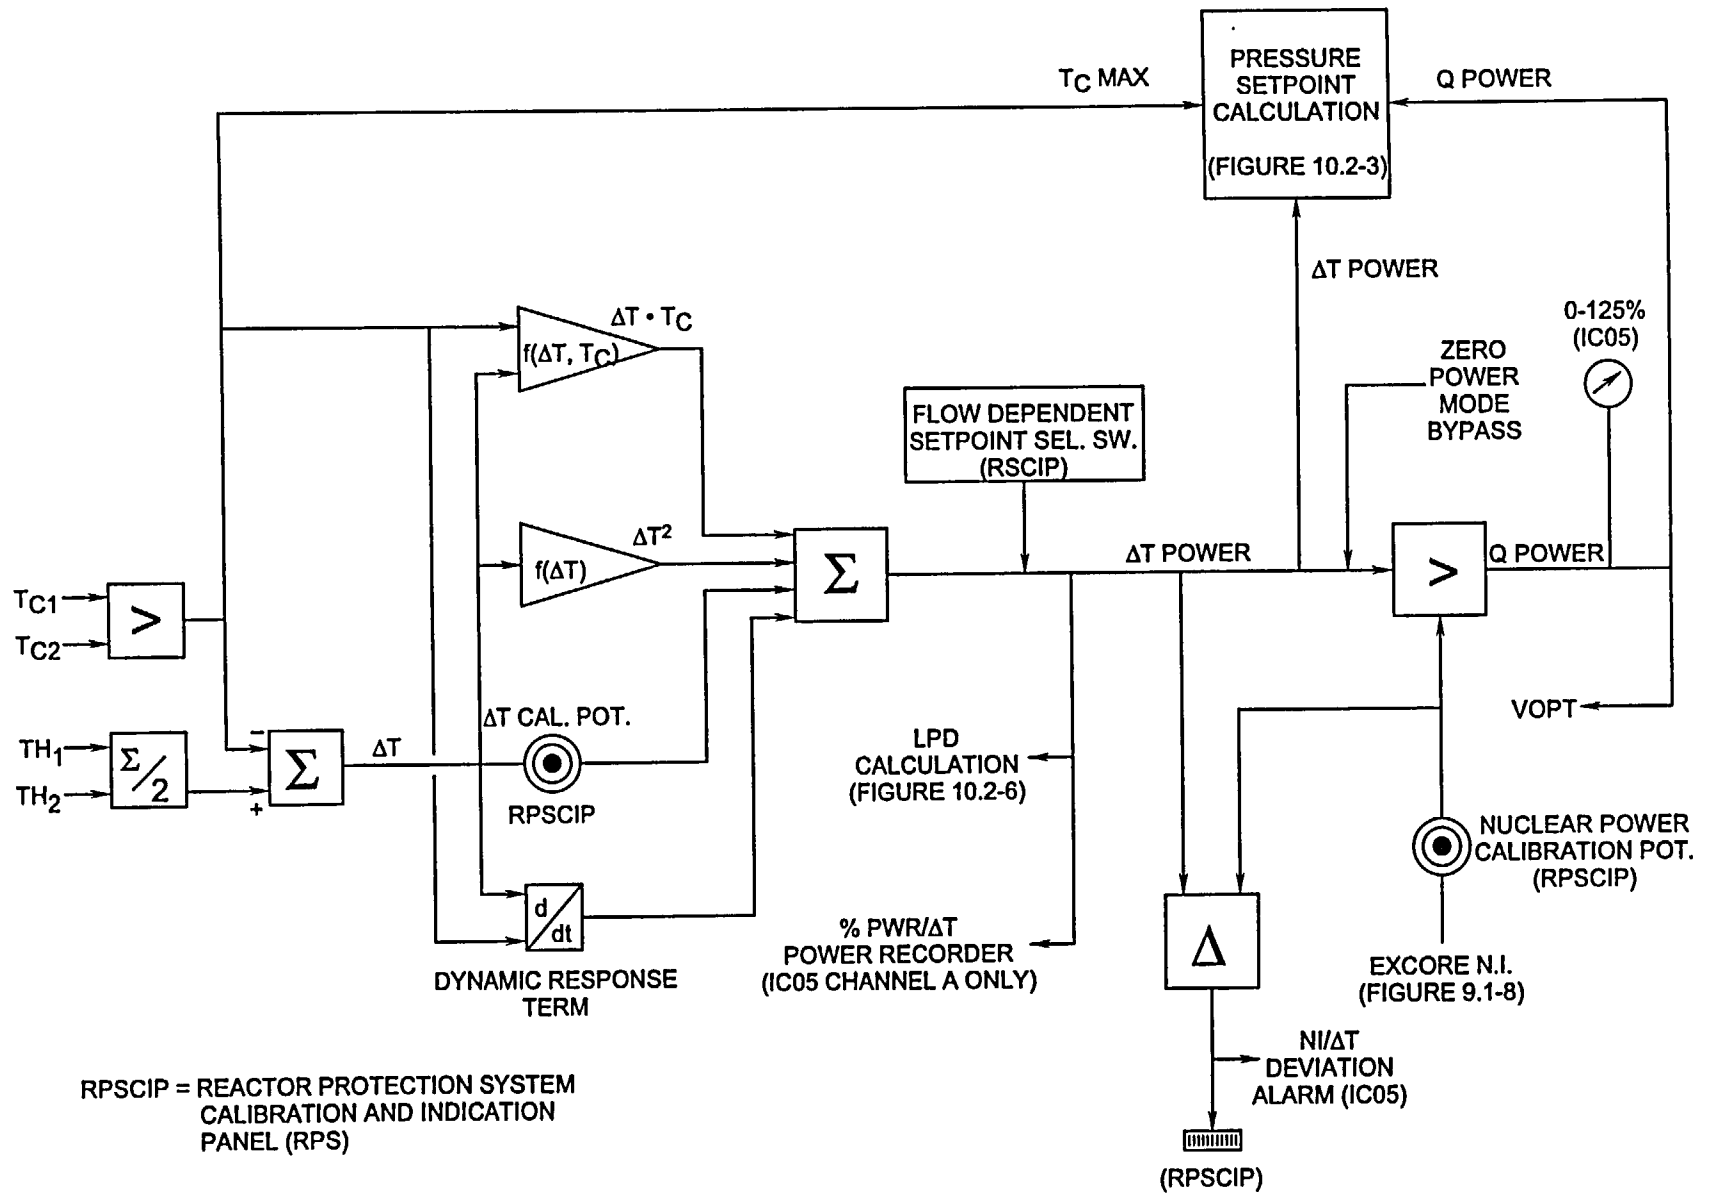 PRESSURE
SETPOINT
CALCULATION
(FIGURE 10.2-3)
TC MAX
Q POWER
ΔT POWER
0-125%
(IC05)
ZERO
POWER
MODE
BYPASS
ΔT • TC
f(ΔT, TC)
FLOW DEPENDENT
SETPOINT SEL. SW.
(RSCIP)
ΔT²
f(ΔT)
Σ
ΔT POWER
>
Q POWER
TC1
TC2
>
TH1
TH2
Σ/2
−
+
Σ
ΔT
ΔT CAL. POT.
RPSCIP
VOPT
LPD
CALCULATION
(FIGURE 10.2-6)
NUCLEAR POWER
CALIBRATION POT.
(RPSCIP)
d/dt
DYNAMIC RESPONSE
TERM
% PWR/ΔT
POWER RECORDER
(IC05 CHANNEL A ONLY)
Δ
EXCORE N.I.
(FIGURE 9.1-8)
NI/ΔT
DEVIATION
ALARM (IC05)
(RPSCIP)
RPSCIP = REACTOR PROTECTION SYSTEM
CALIBRATION AND INDICATION
PANEL (RPS)